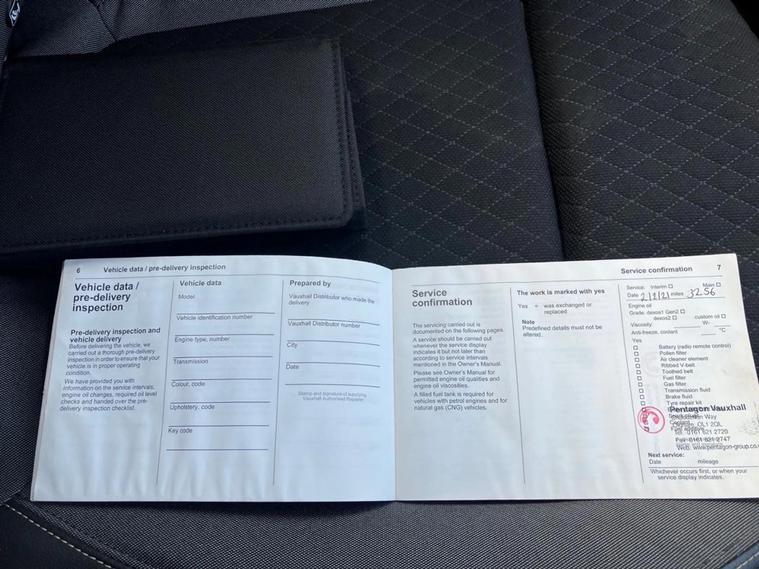 6 Vehicle data / pre-delivery inspection
Vehicle data /
pre-delivery
inspection
Pre-delivery inspection and
vehicle delivery
Before delivering the vehicle, we
carried out a thorough pre-delivery
inspection in order to ensure that your
vehicle is in proper operating
condition.
We have provided you with
information on the service intervals,
engine oil changes, required oil level
checks and handed over the pre-
delivery inspection checklist.
Vehicle data
Model
Vehicle identification number
Engine type, number
Transmission
Colour, code
Upholstery, code
Key code
Prepared by
Vauxhall Distributor who made the
delivery
Vauxhall Distributor number
City
Date
Stamp and signature of supplying
Vauxhall Authorised Repairer
Service confirmation 7
Service
confirmation
The servicing carried out is
documented on the following pages.
A service should be carried out
whenever the service display
indicates it but not later than
according to service intervals
mentioned in the Owner's Manual.
Please see Owner's Manual for
permitted engine oil qualities and
engine oil viscosities.
A filled fuel tank is required for
vehicles with petrol engines and for
natural gas (CNG) vehicles.
The work is marked with yes
Yes = was exchanged or
replaced
Note
Predefined details must not be
altered.
Service: Interim Main
Date 2/2/21 miles 3256
Engine oil
Grade: dexos1 Gen2
dexos2 custom oil
Viscosity: W-
Anti-freeze, coolant °C
Yes
Battery (radio remote control)
Pollen filter
Air cleaner element
Ribbed V-belt
Toothed belt
Fuel filter
Gas filter
Transmission fluid
Brake fluid
Tyre repair kit
Pentagon Vauxhall
Way
OL1 2QL
Tel: 0161 621 2720
Fax: 0161 621 2747
Web: www.pentagon-group.co.
Next service:
Date mileage
Whichever occurs first, or when your
service display indicates.